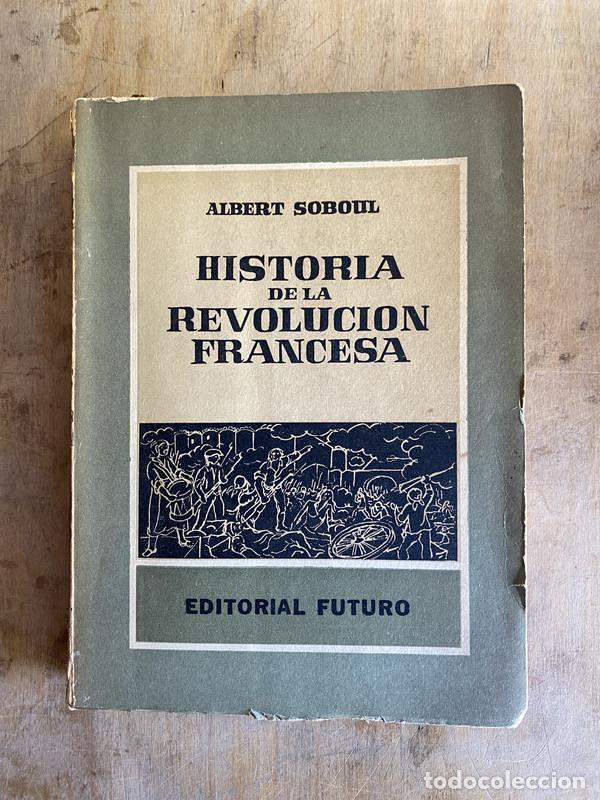 ALBERT SOBOUL
HISTORIA
DE LA
REVOLUCION
FRANCESA
EDITORIAL FUTURO
todocoleccion